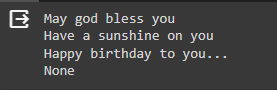 May god bless you
Have a sunshine on you
Happy birthday to you...
None